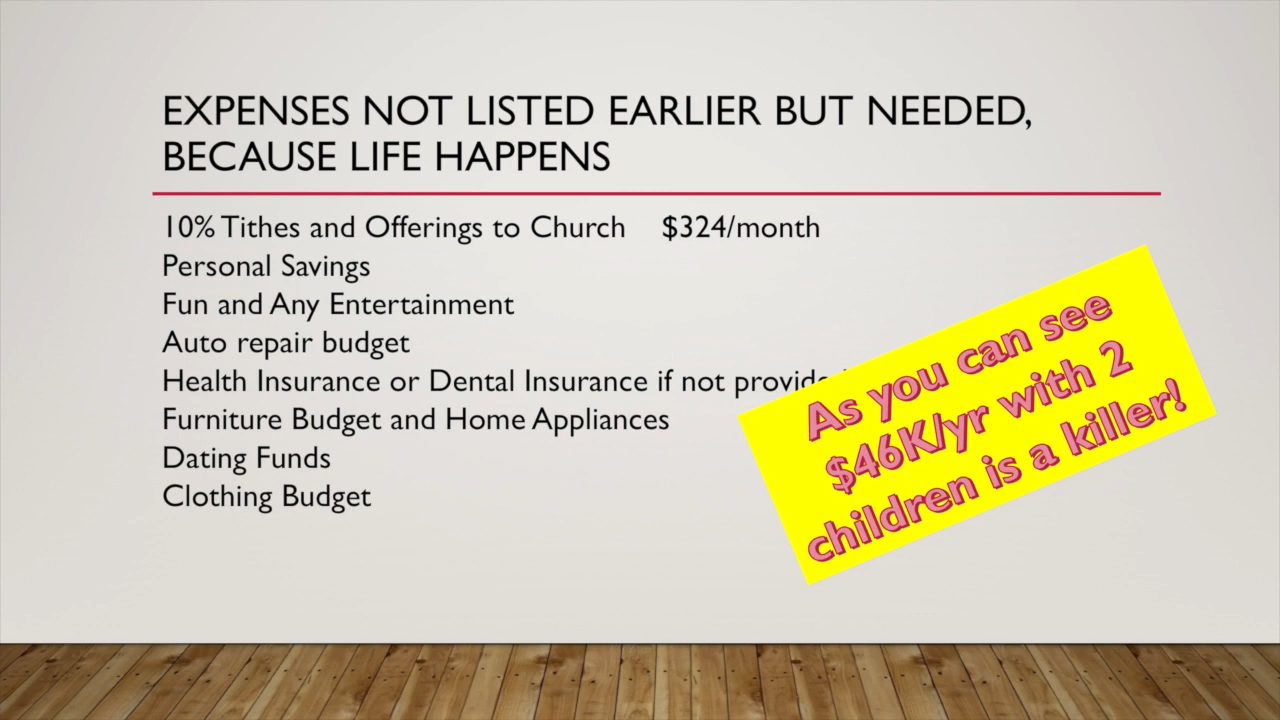 EXPENSES NOT LISTED EARLIER BUT NEEDED,
BECAUSE LIFE HAPPENS
10% Tithes and Offerings to Church $324/month
Personal Savings
Fun and Any Entertainment
Auto repair budget
Health Insurance or Dental Insurance if not
Furniture Budget and Home Appliances
Dating Funds
Clothing Budget
As you can see
$46K/yr with 2
children is a killer!